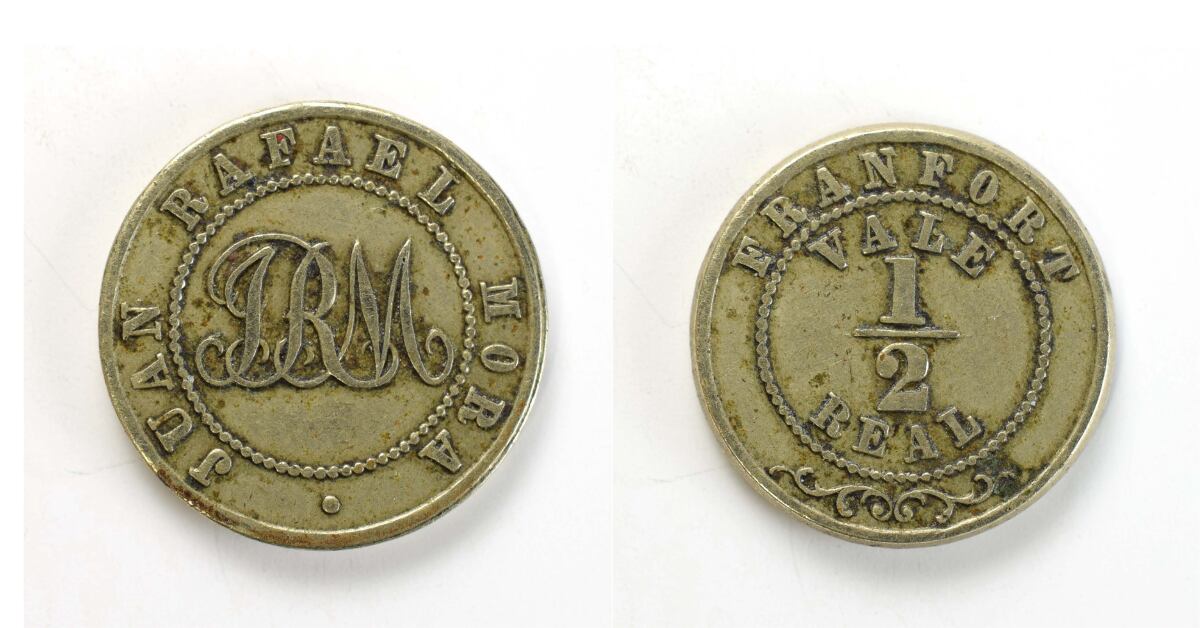 JUAN RAFAEL MORA
JRM
FRANFORT
VALE
1/2
REAL